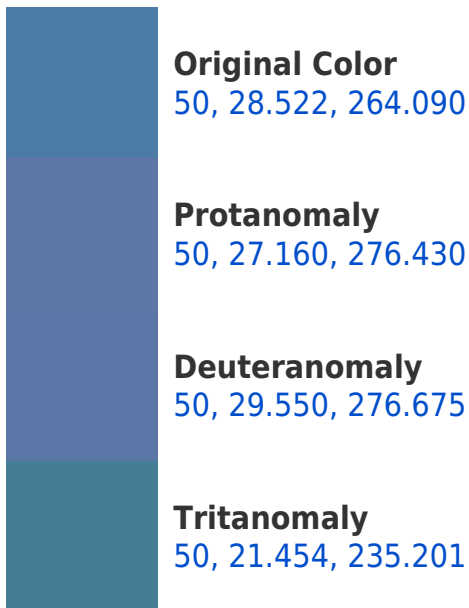 Original Color
50, 28.522, 264.090
Protanomaly
50, 27.160, 276.430
Deuteranomaly
50, 29.550, 276.675
Tritanomaly
50, 21.454, 235.201